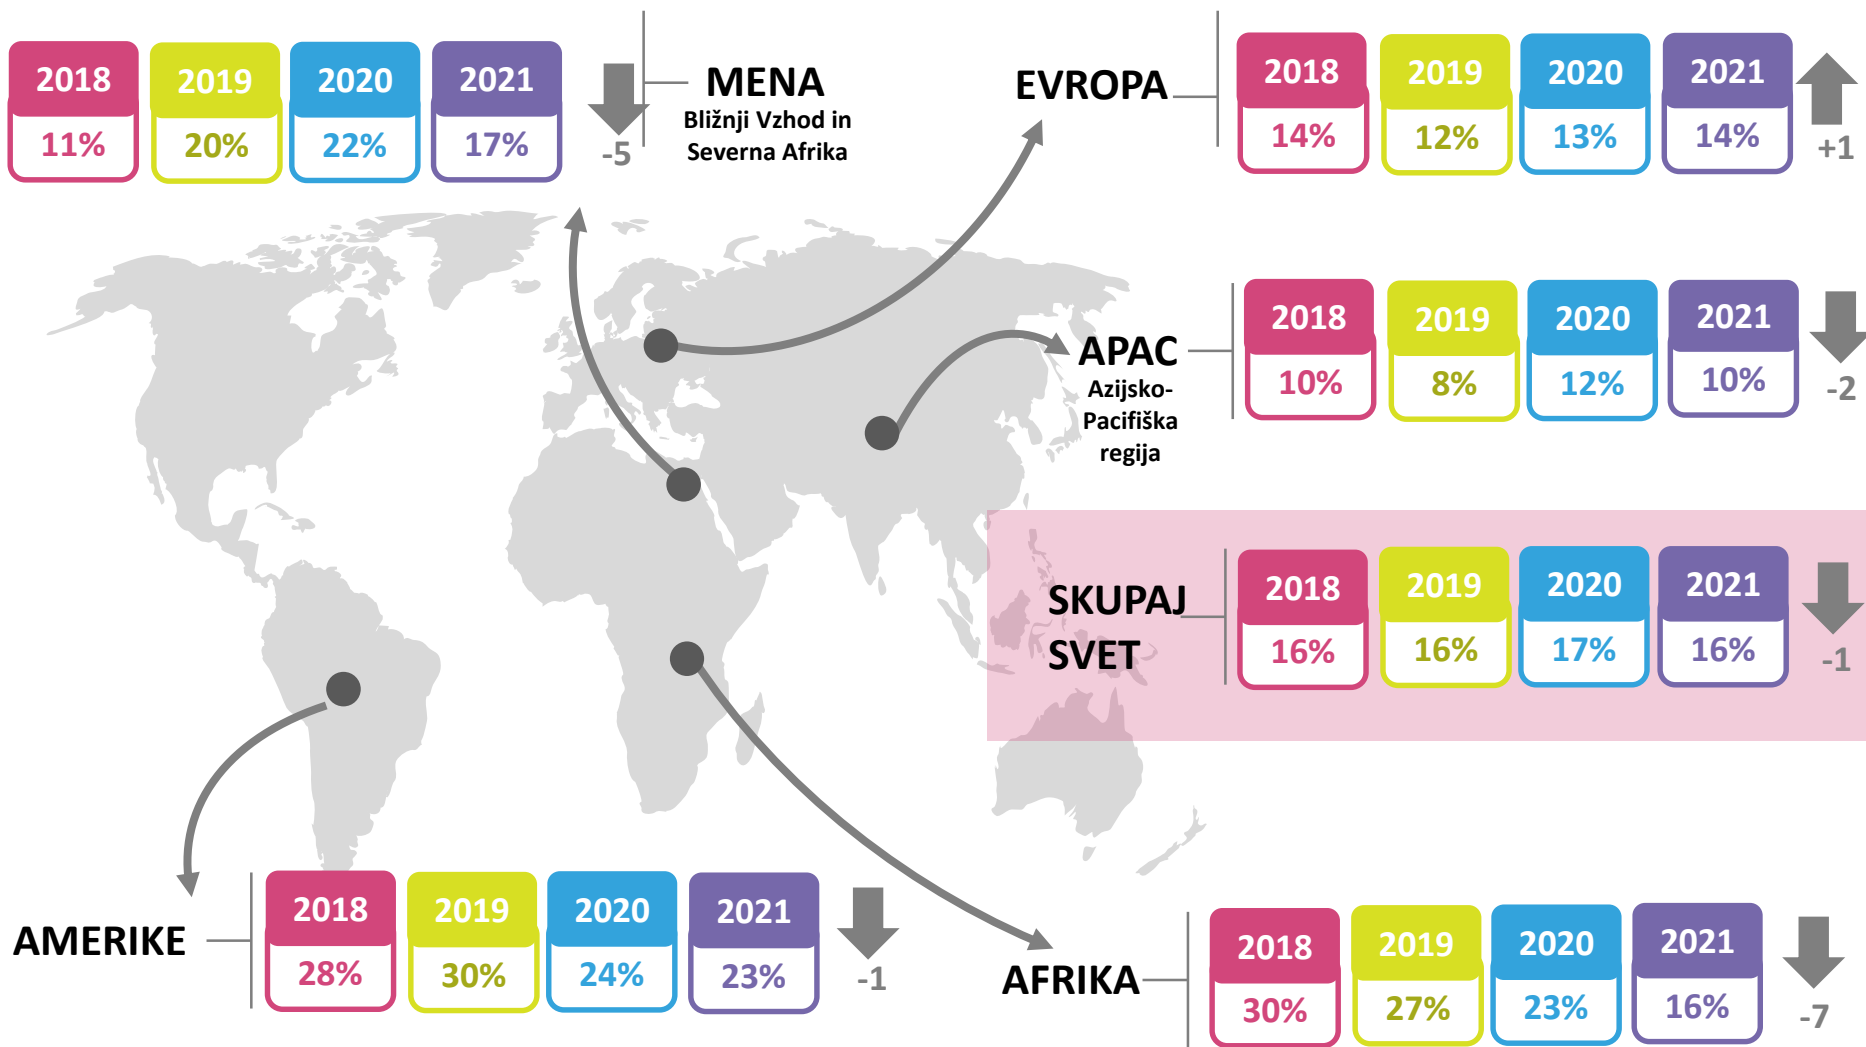 2018 2019 2020 2021
11% 20% 22% 17%
-5
MENA
Bližnji Vzhod in
Severna Afrika
EVROPA
2018 2019 2020 2021
14% 12% 13% 14%
+1
APAC
Azijsko-
Pacifiška
regija
2018 2019 2020 2021
10% 8% 12% 10%
-2
SKUPAJ
SVET
2018 2019 2020 2021
16% 16% 17% 16%
-1
AMERIKE
2018 2019 2020 2021
28% 30% 24% 23%
-1
AFRIKA
2018 2019 2020 2021
30% 27% 23% 16%
-7